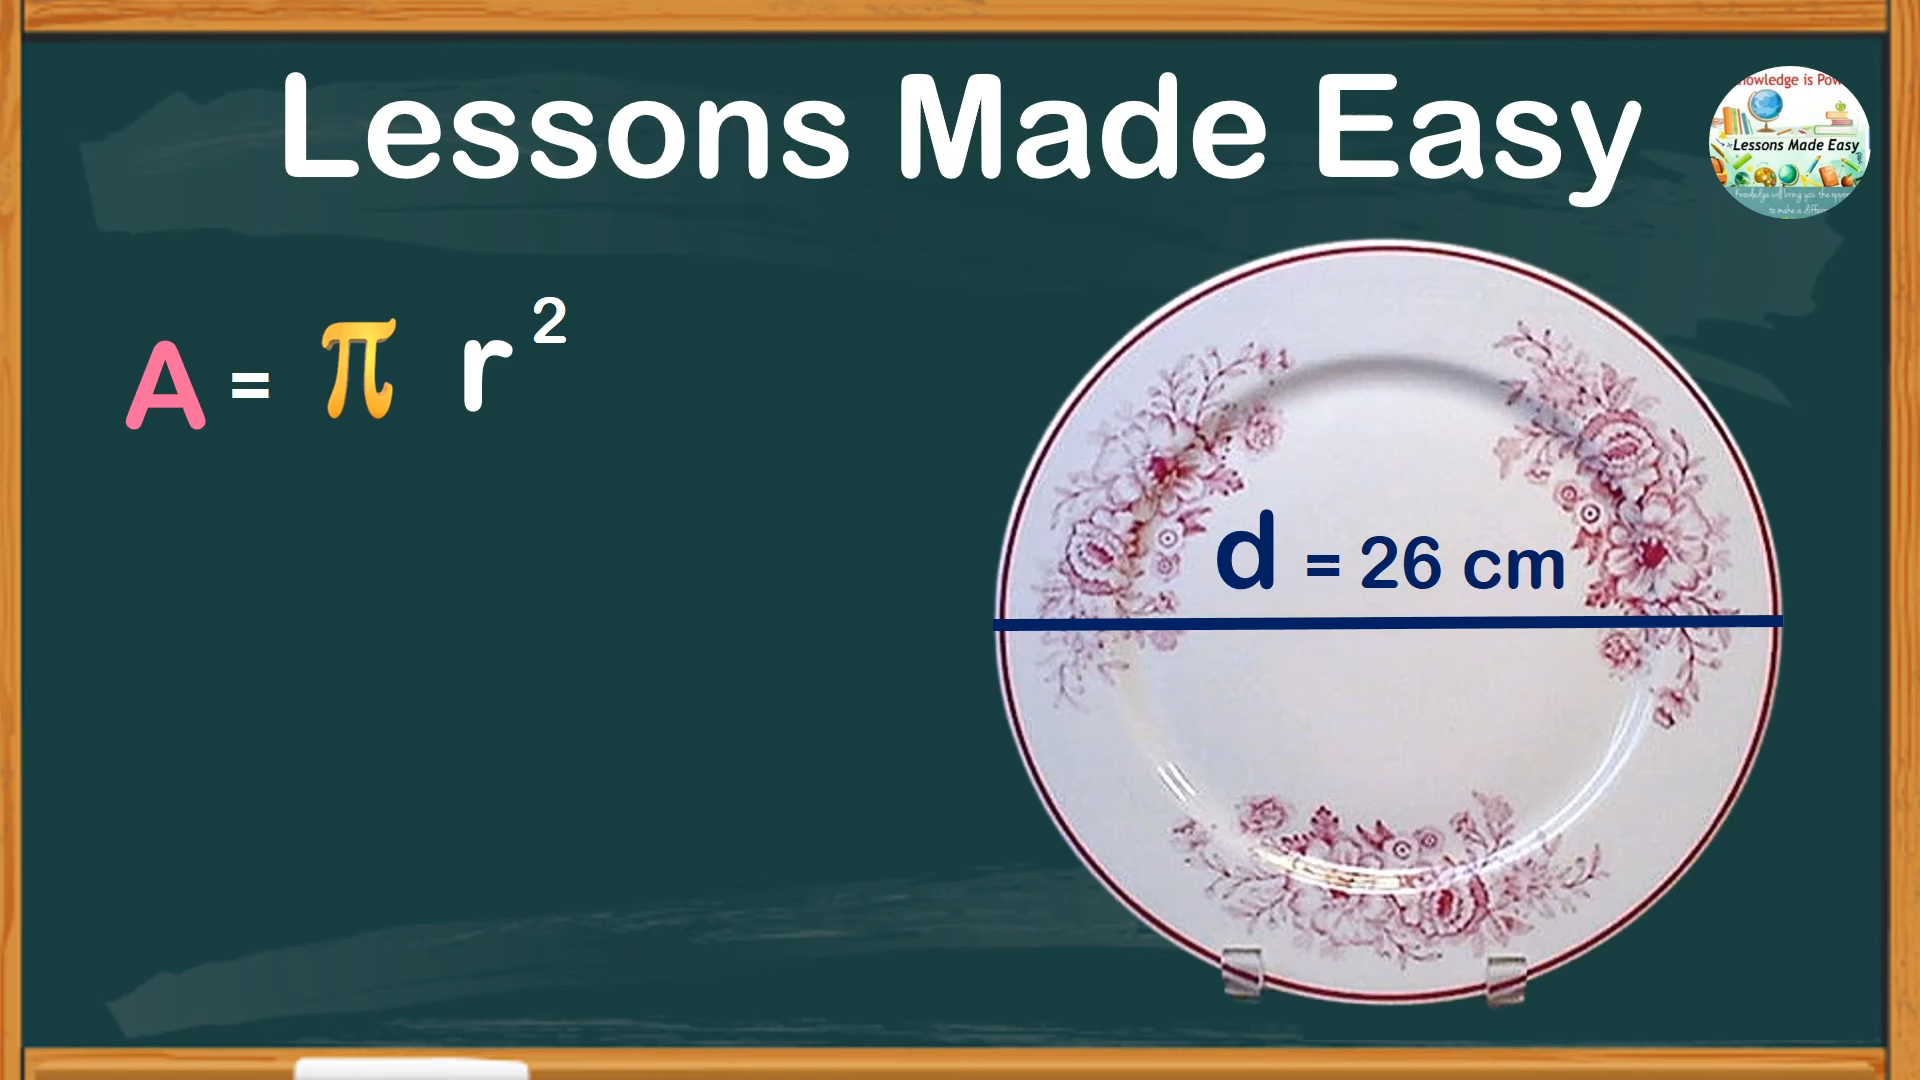 Lessons Made Easy
Lessons Made Easy
A = π r²
d = 26 cm